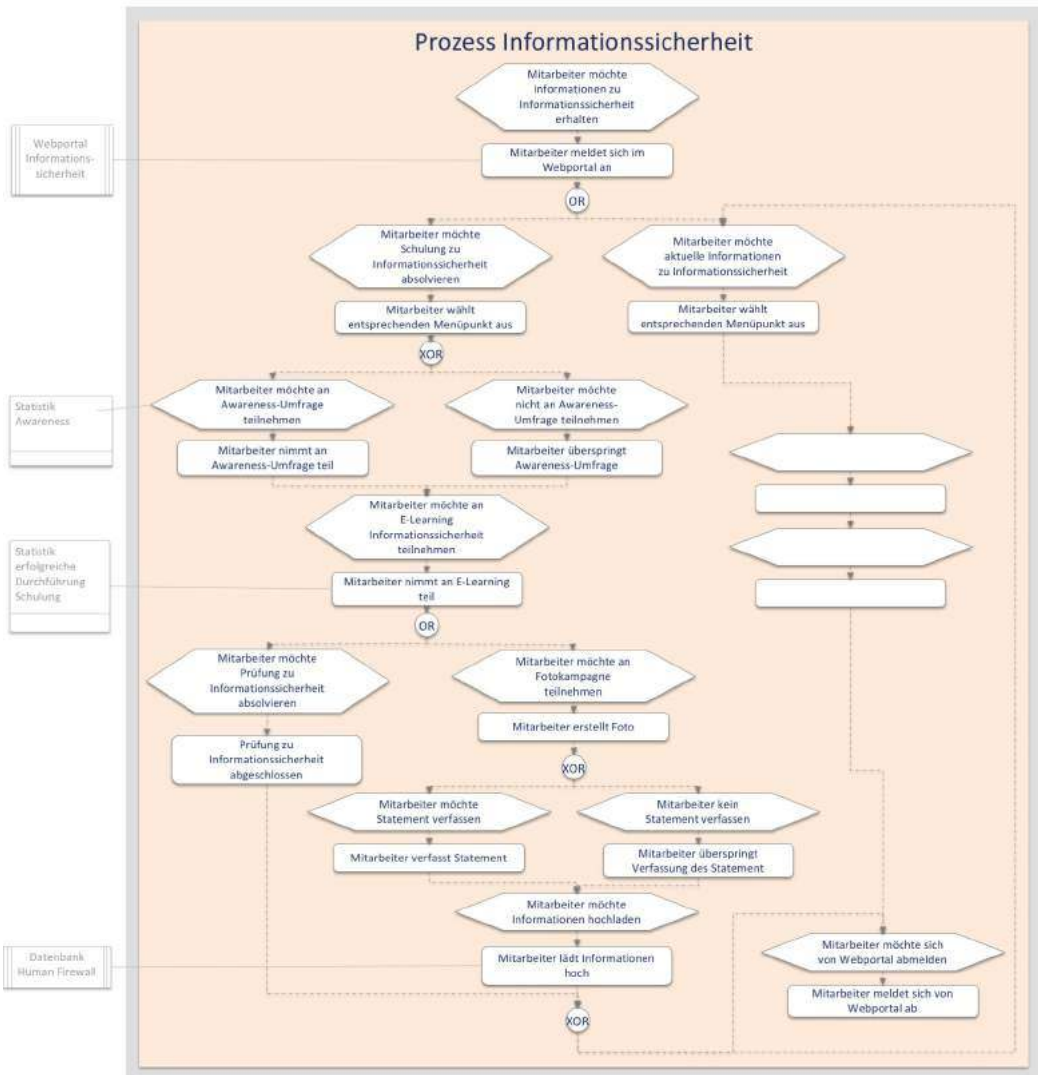 Prozess Informationssicherheit
Mitarbeiter möchte
Informationen zu
Informationssicherheit
erhalten
Webportal
Informations-
sicherheit
Mitarbeiter meldet sich im
Webportal an
OR
Mitarbeiter möchte
Schulung zu
Informationssicherheit
absolvieren
Mitarbeiter möchte
aktuelle Informationen
zu Informationssicherheit
Mitarbeiter wählt
entsprechenden Menüpunkt aus
Mitarbeiter wählt
entsprechenden Menüpunkt aus
XOR
Statistik
Awareness
Mitarbeiter möchte an
Awareness-Umfrage
teilnehmen
Mitarbeiter möchte
nicht an Awareness-
Umfrage teilnehmen
Mitarbeiter nimmt an
Awareness-Umfrage teil
Mitarbeiter überspringt
Awareness-Umfrage
Mitarbeiter möchte an
E-Learning
Informationssicherheit
teilnehmen
Statistik
erfolgreiche
Durchführung
Schulung
Mitarbeiter nimmt an E-Learning
teil
OR
Mitarbeiter möchte
Prüfung zu
Informationssicherheit
absolvieren
Mitarbeiter möchte an
Fotokampagne
teilnehmen
Mitarbeiter erstellt Foto
Prüfung zu
Informationssicherheit
abgeschlossen
XOR
Mitarbeiter möchte
Statement verfassen
Mitarbeiter kein
Statement verfassen
Mitarbeiter verfasst Statement
Mitarbeiter überspringt
Verfassung des Statement
Mitarbeiter möchte
Informationen hochladen
Datenbank
Human Firewall
Mitarbeiter lädt Informationen
hoch
Mitarbeiter möchte sich
von Webportal abmelden
Mitarbeiter meldet sich von
Webportal ab
XOR